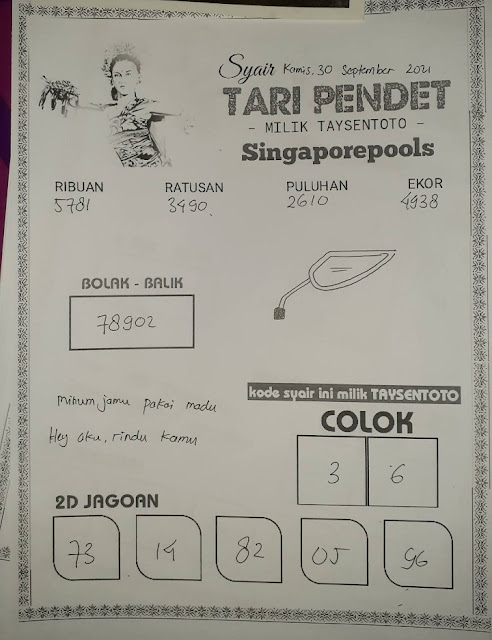 Syair Kamis, 30 September 2021
TARI PENDET
- MILIK TAYSENTOTO -
Singaporepools
RIBUAN RATUSAN PULUHAN EKOR
5781 3490 2610 4938
BOLAK - BALIK
78902
minum, jamu pakai madu
Hey aku, rindu kamu
kode syair ini milik TAYSENTOTO
COLOK
3 6
2D JAGOAN
73 14 82 05 96